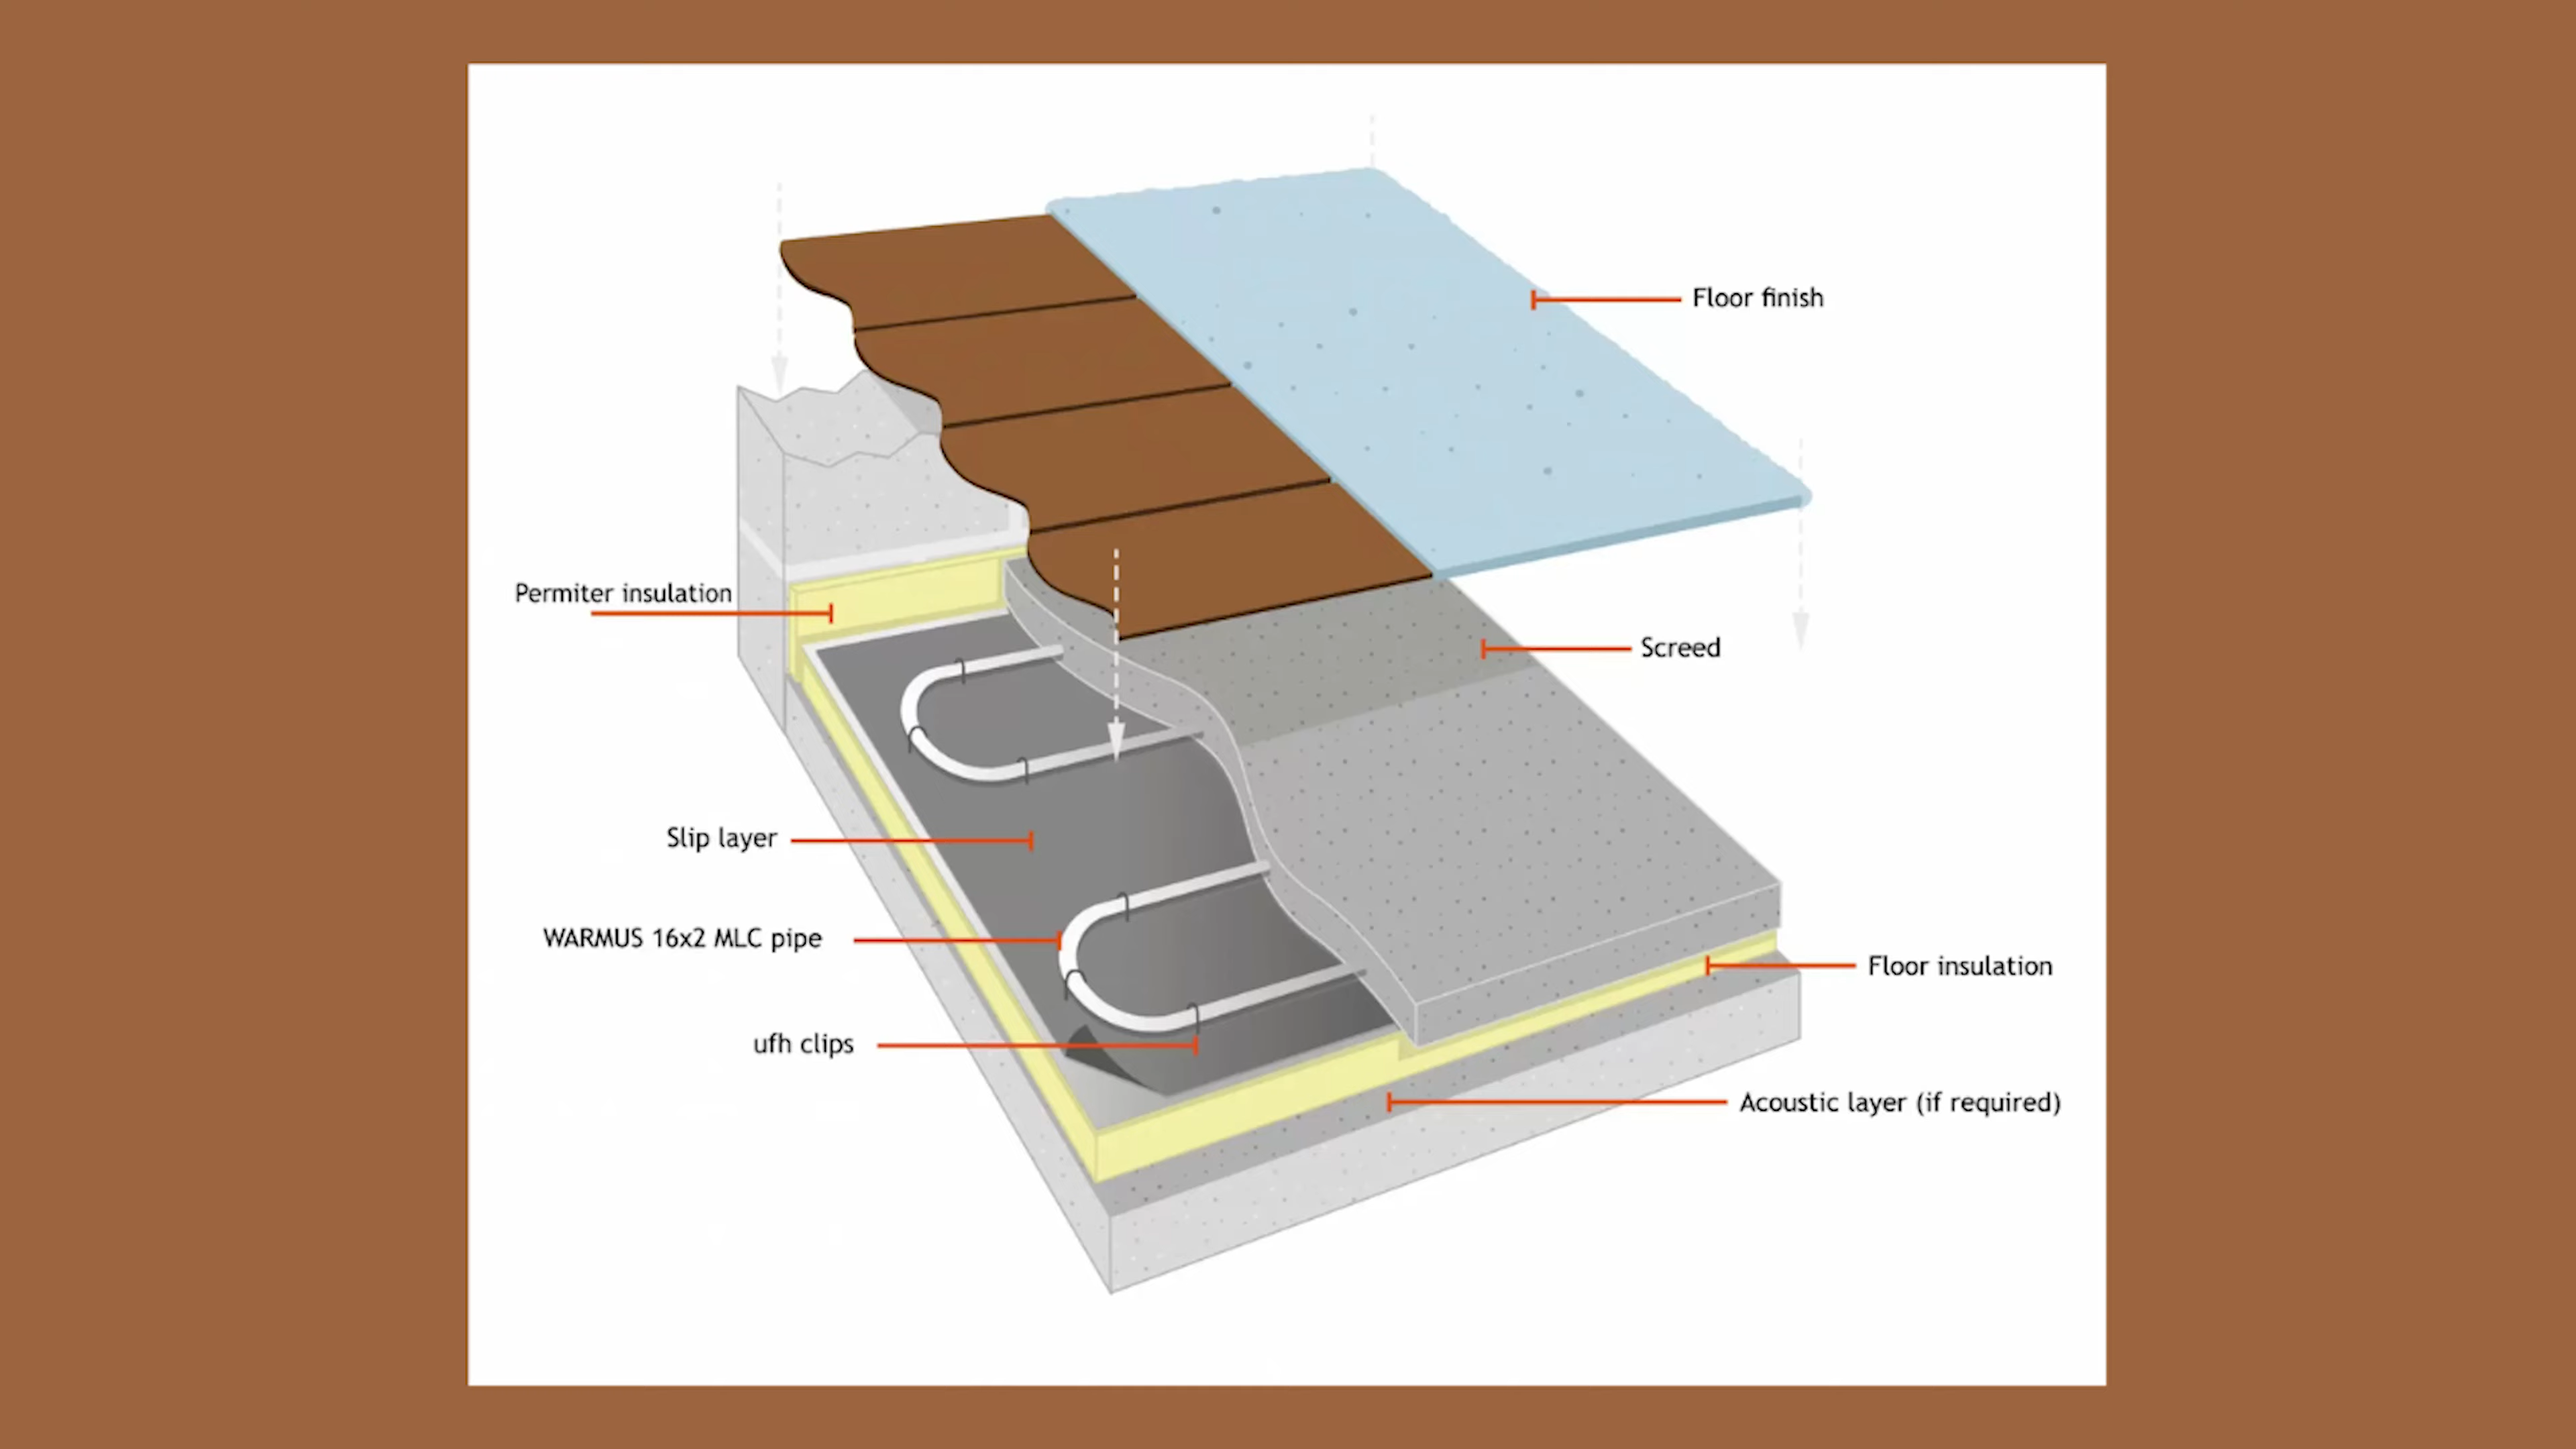 Floor finish
Permiter insulation
Screed
Slip layer
WARMUS 16x2 MLC pipe
Floor insulation
ufh clips
Acoustic layer (if required)